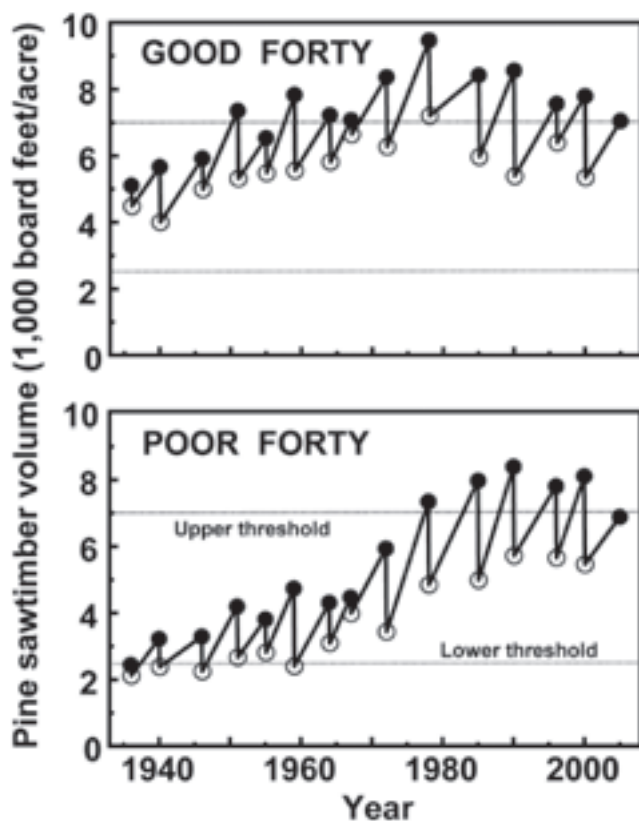 Pine sawtimber volume (1,000 board feet/acre)
10
GOOD FORTY
8
6
4
2
0
10
POOR FORTY
8
Upper threshold
6
4
Lower threshold
2
0
1940 1960 1980 2000
Year